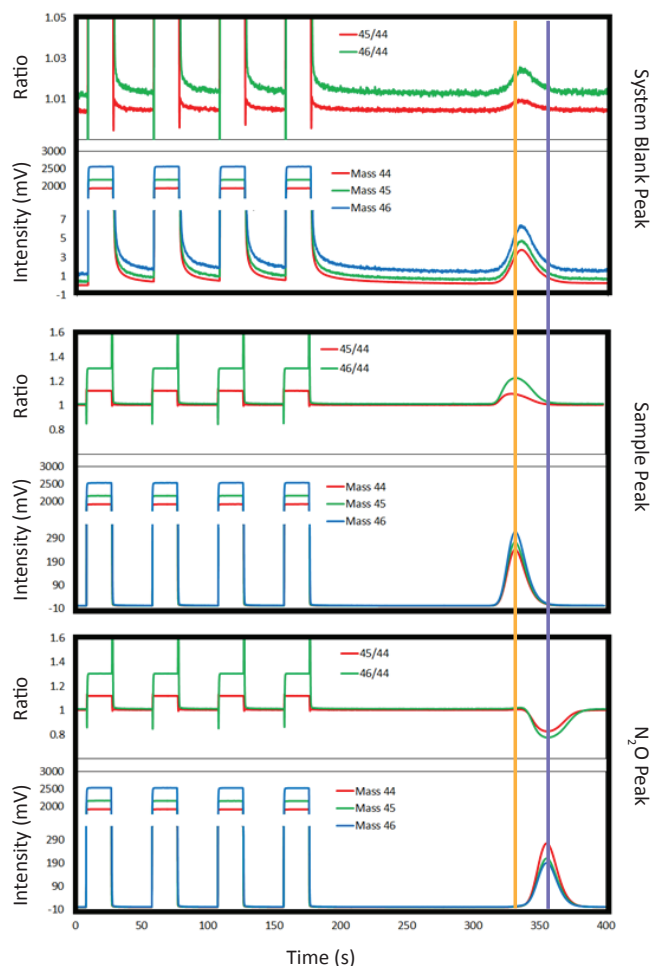 1.05
1.03
1.01
Ratio
45/44
46/44
System Blank Peak
3000
2500
2000
7
5
3
1
-1
Intensity (mV)
Mass 44
Mass 45
Mass 46
1.6
1.4
1.2
1
0.8
Ratio
45/44
46/44
Sample Peak
3000
2500
2000
290
190
90
-10
Intensity (mV)
Mass 44
Mass 45
Mass 46
1.6
1.4
1.2
1
0.8
Ratio
45/44
46/44
N₂O Peak
3000
2500
2000
290
190
90
-10
Intensity (mV)
Mass 44
Mass 45
Mass 46
0 50 100 150 200 250 300 350 400
Time (s)